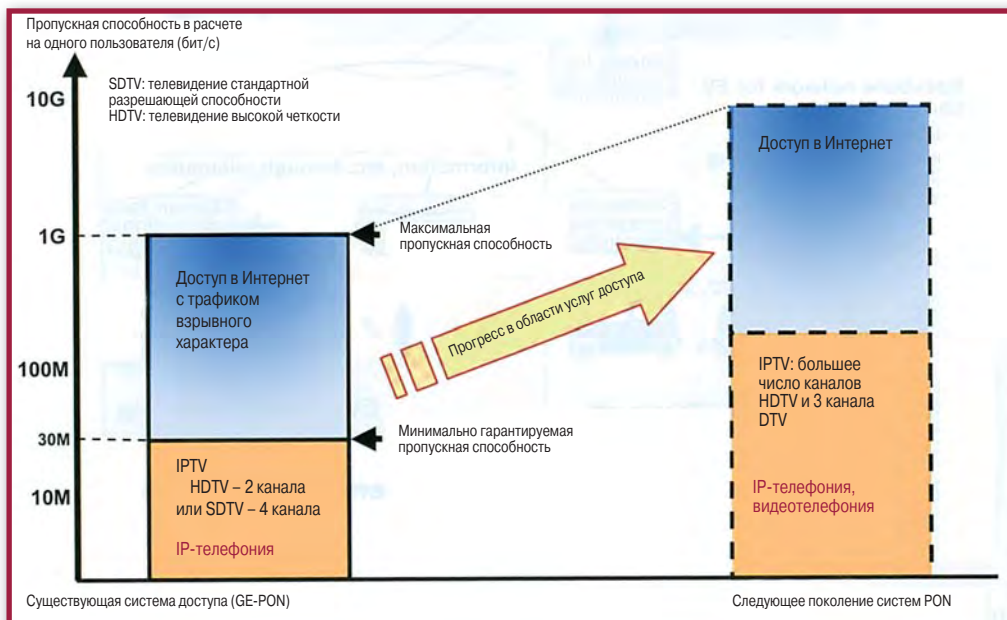 Пропускная способность в расчете
на одного пользователя (бит/с)
SDTV: телевидение стандартной
разрешающей способности
HDTV: телевидение высокой четкости
10G
1G
100M
30M
10M
Доступ в Интернет
с трафиком
взрывного
характера
IPTV
HDTV – 2 канала
или SDTV – 4 канала
IP-телефония
Максимальная
пропускная способность
Прогресс в области услуг доступа
Минимально гарантируемая
пропускная способность
Доступ в Интернет
IPTV: большее
число каналов
HDTV и 3 канала
DTV
IP-телефония,
видеотелефония
Существующая система доступа (GE-PON)
Следующее поколение систем PON